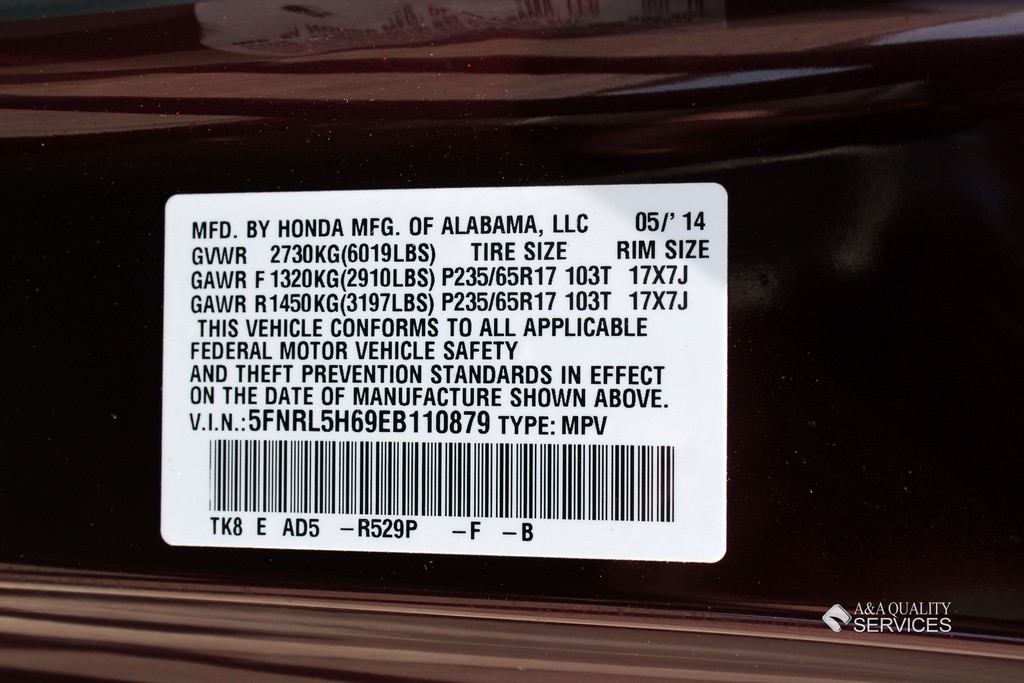 MFD. BY HONDA MFG. OF ALABAMA, LLC 05/' 14
GVWR 2730KG(6019LBS) TIRE SIZE RIM SIZE
GAWR F 1320KG(2910LBS) P235/65R17 103T 17X7J
GAWR R1450KG(3197LBS) P235/65R17 103T 17X7J
THIS VEHICLE CONFORMS TO ALL APPLICABLE
FEDERAL MOTOR VEHICLE SAFETY
AND THEFT PREVENTION STANDARDS IN EFFECT
ON THE DATE OF MANUFACTURE SHOWN ABOVE.
V.I.N.:5FNRL5H69EB110879 TYPE: MPV
TK8 E AD5 –R529P –F –B
A&A QUALITY
SERVICES